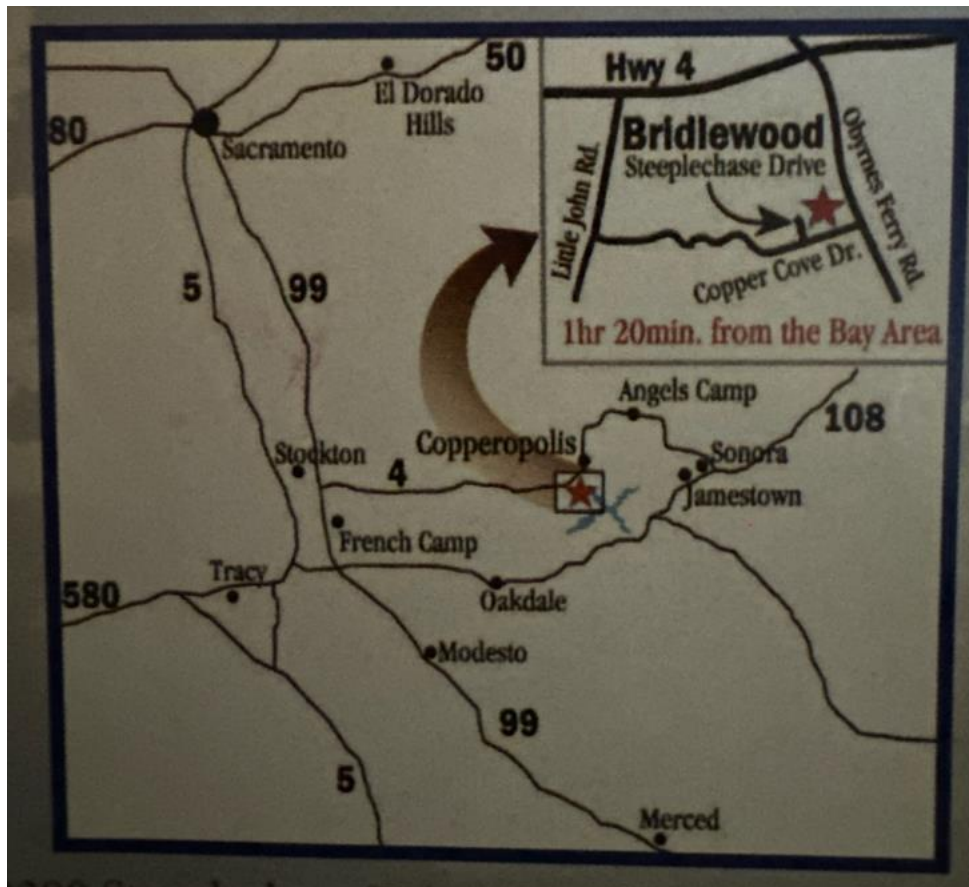 50
El Dorado
Hills
80
Sacramento
5
99
Hwy 4
Bridlewood
Steeplechase Drive
Little John Rd.
Obyrnes Ferry Rd.
Copper Cove Dr.
1hr 20min. from the Bay Area
Angels Camp
108
Copperopolis
Sonora
Stockton
4
Jamestown
French Camp
Tracy
580
Oakdale
Modesto
99
5
Merced